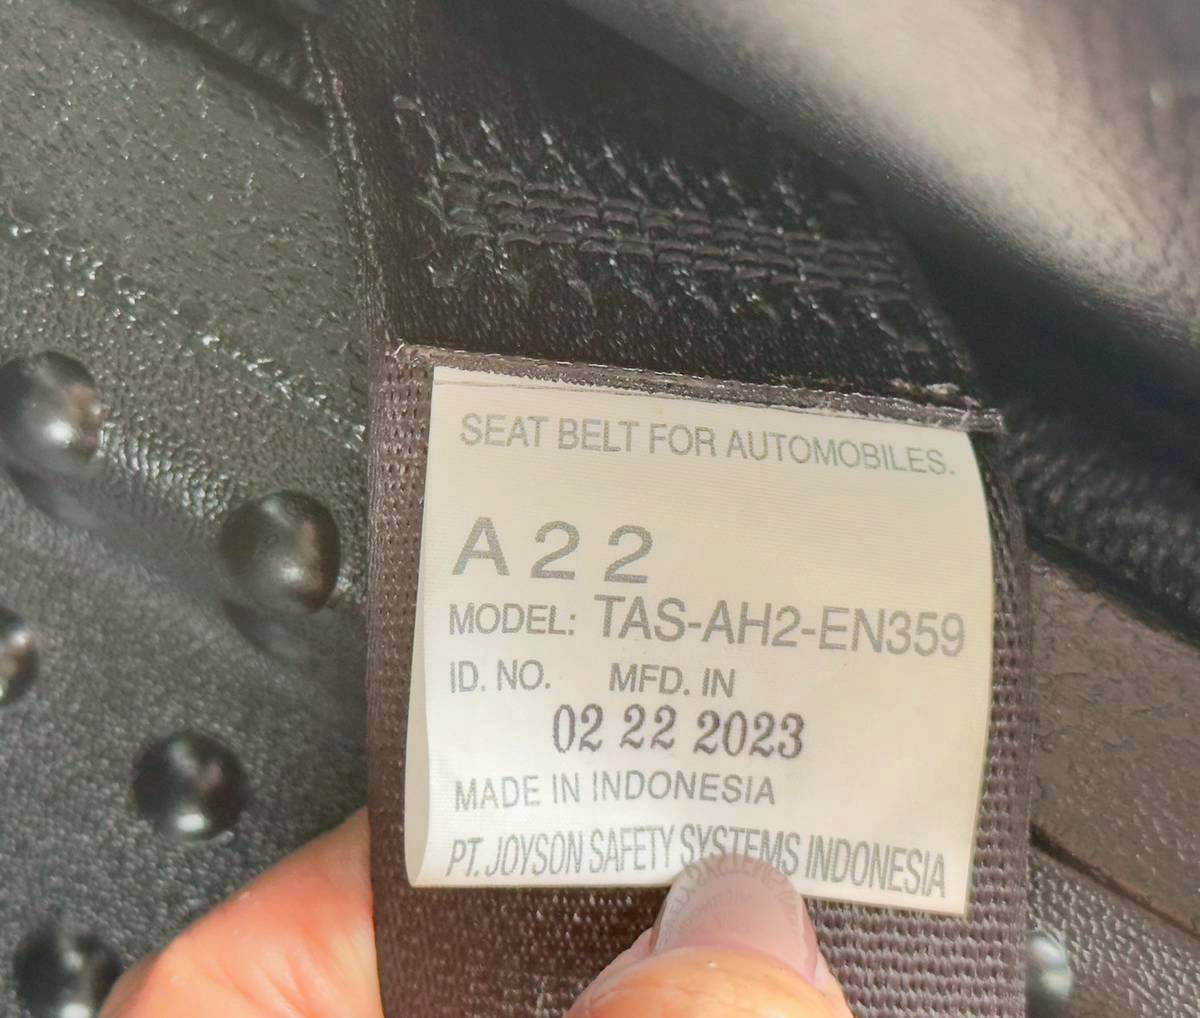 SEAT BELT FOR AUTOMOBILES.
A22
MODEL: TAS-AH2-EN359
ID. NO. MFD. IN
02 22 2023
MADE IN INDONESIA
PT. JOYSON SAFETY SYSTEMS INDONESIA